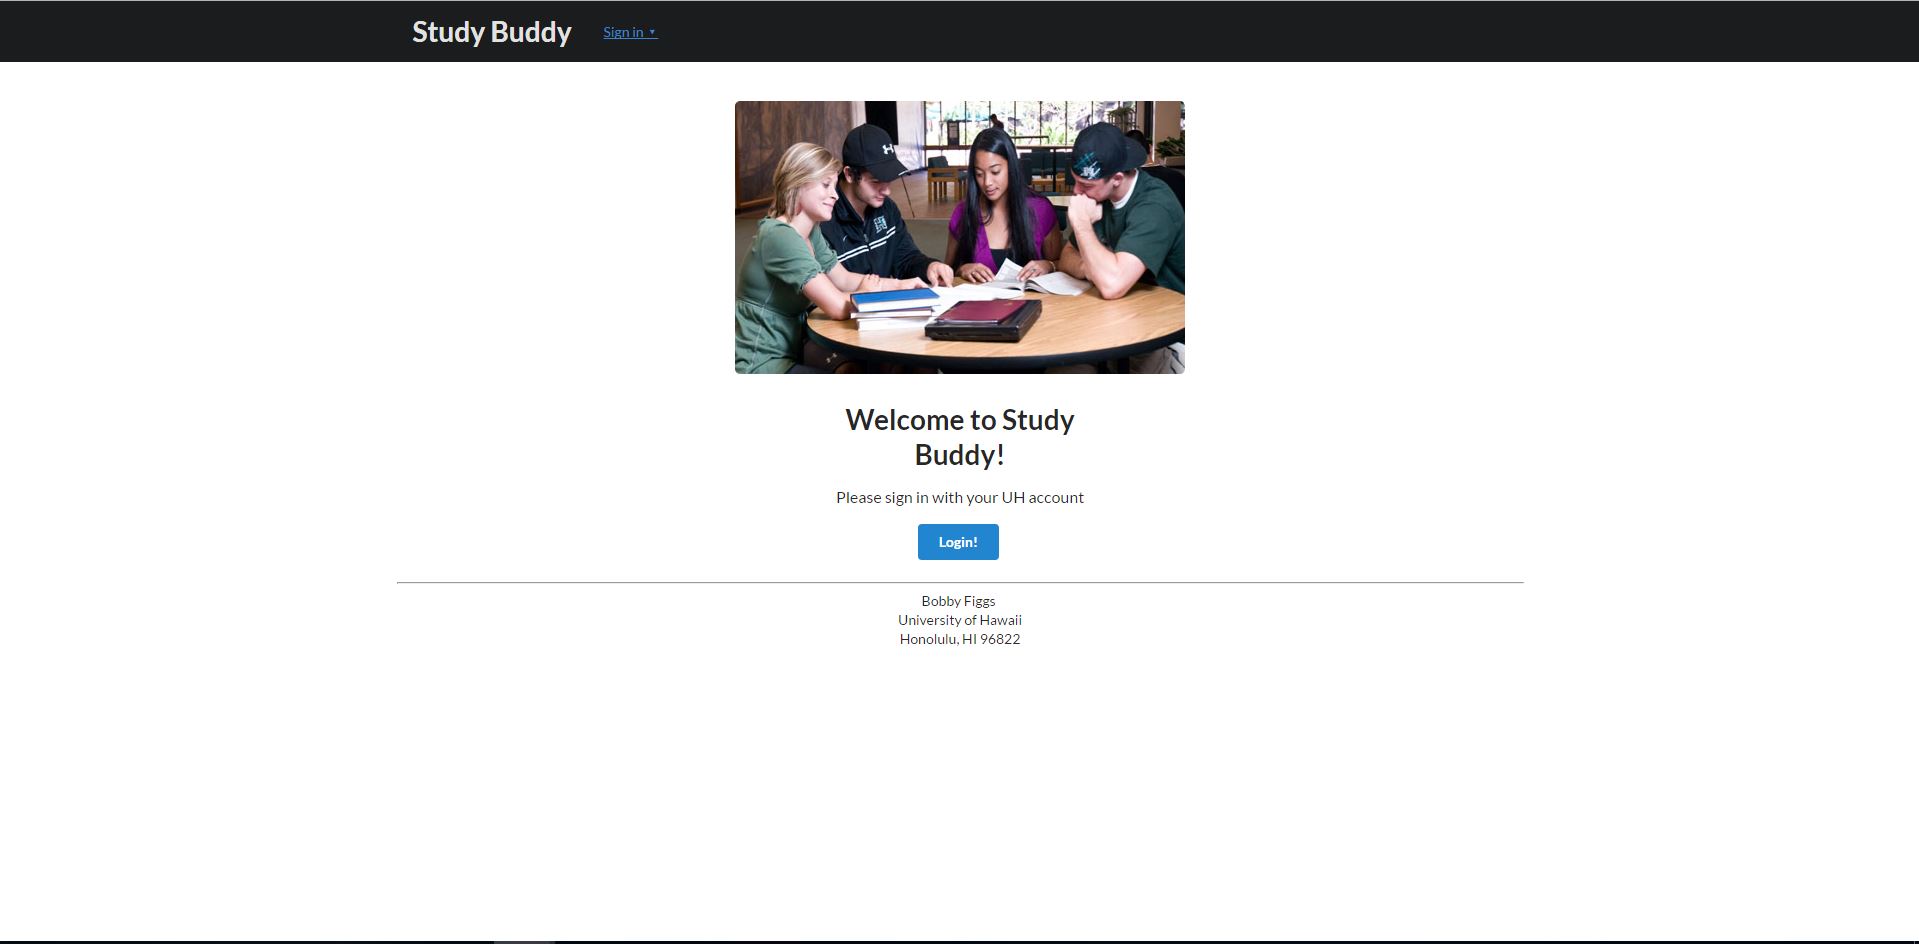 Study Buddy
Sign in ▾
Welcome to Study
Buddy!
Please sign in with your UH account
Login!
Bobby Figgs
University of Hawaii
Honolulu, HI 96822